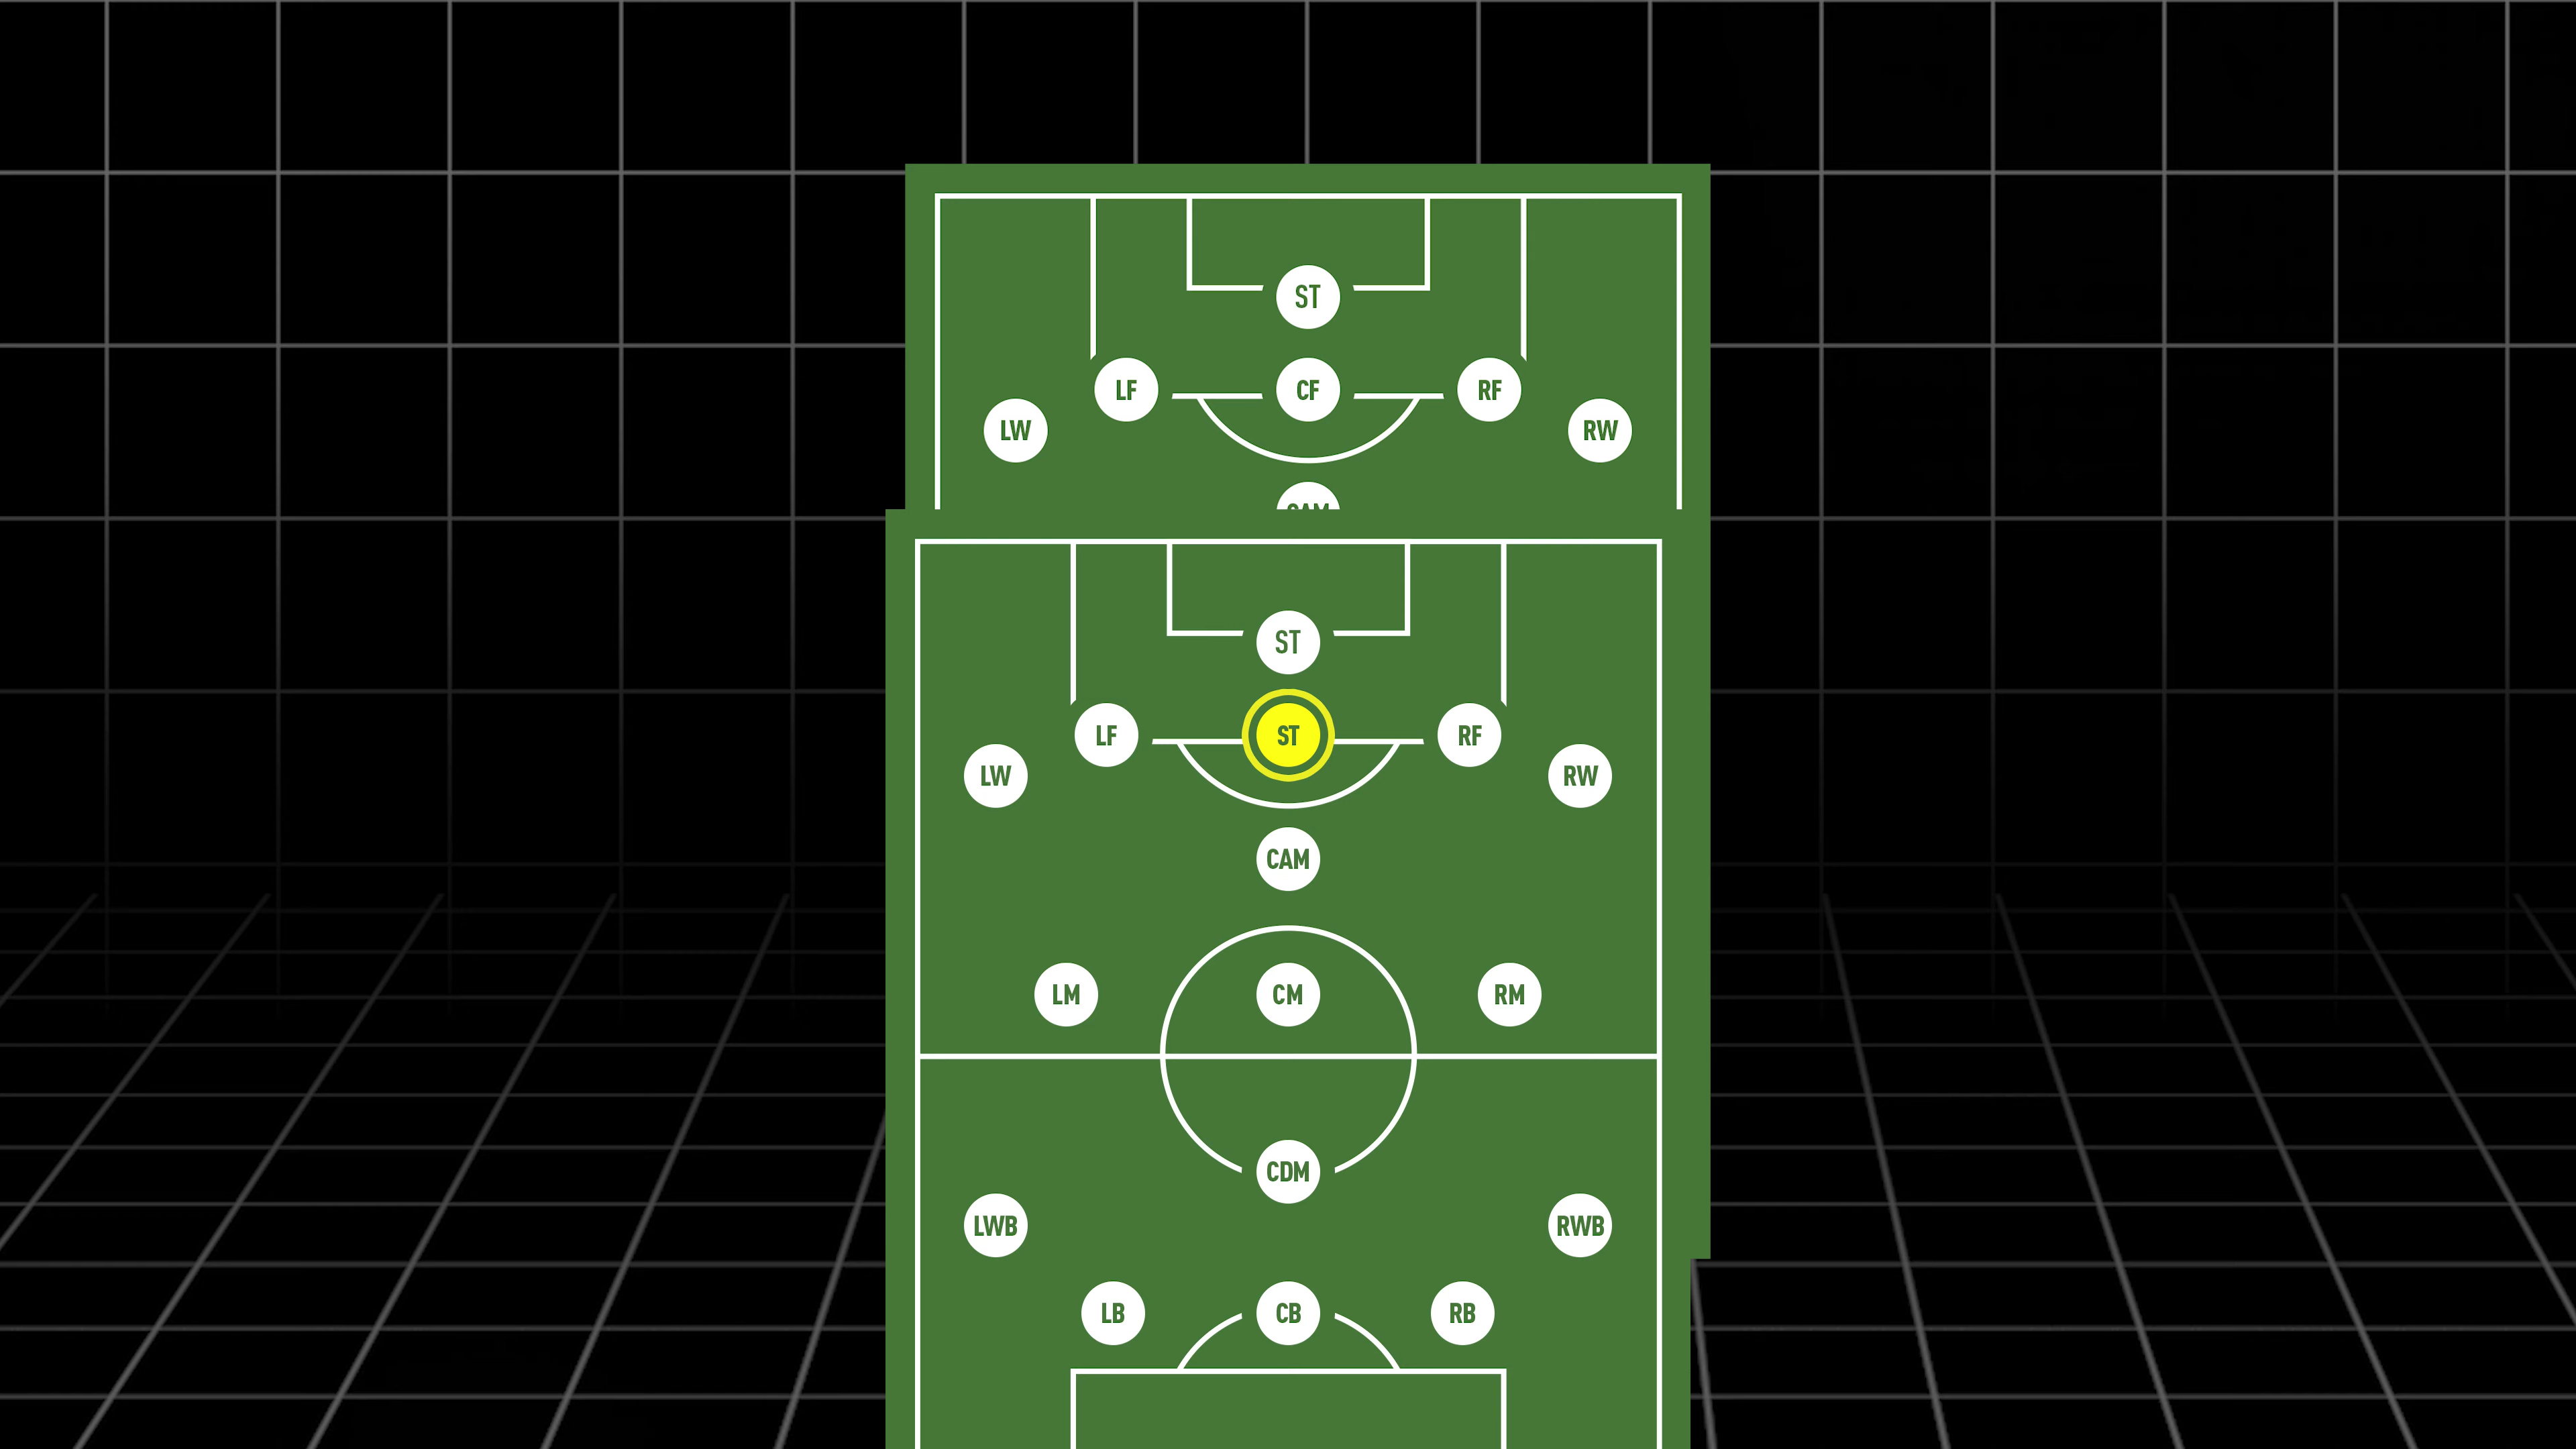 ST
LF CF RF
LW RW
CAM
ST
LF ST RF
LW RW
CAM
LM CM RM
CDM
LWB RWB
LB CB RB